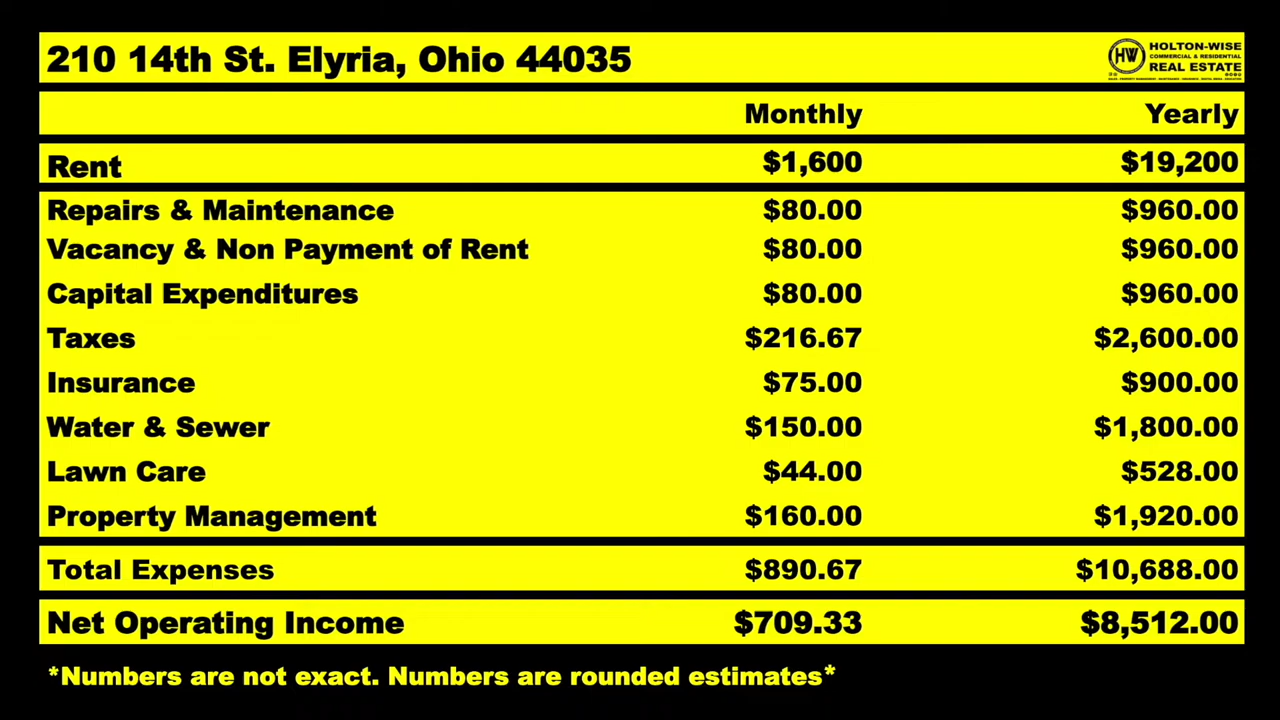 210 14th St. Elyria, Ohio 44035
HOLTON-WISE
COMMERCIAL & RESIDENTIAL
REAL ESTATE
HW
Monthly Yearly
Rent $1,600 $19,200
Repairs & Maintenance $80.00 $960.00
Vacancy & Non Payment of Rent $80.00 $960.00
Capital Expenditures $80.00 $960.00
Taxes $216.67 $2,600.00
Insurance $75.00 $900.00
Water & Sewer $150.00 $1,800.00
Lawn Care $44.00 $528.00
Property Management $160.00 $1,920.00
Total Expenses $890.67 $10,688.00
Net Operating Income $709.33 $8,512.00
*Numbers are not exact. Numbers are rounded estimates*